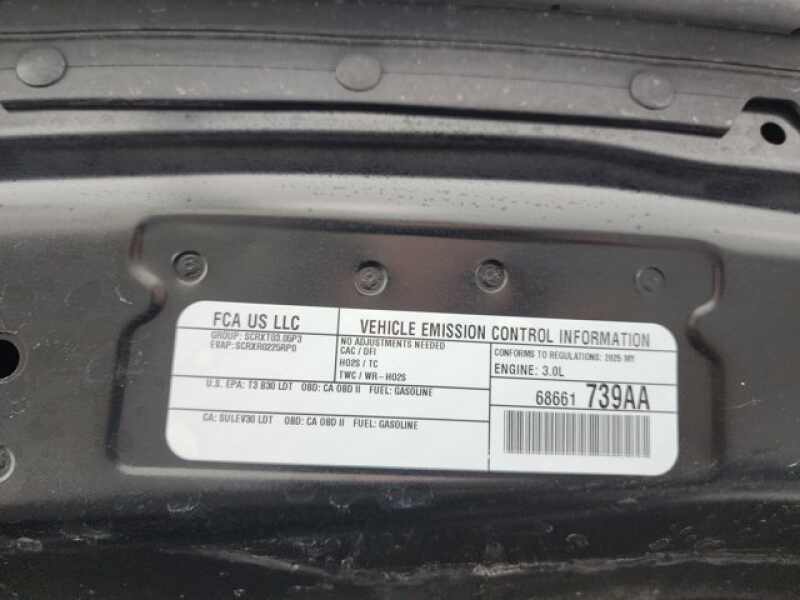 FCA US LLC
GROUP: SCRXT03.05P3
EVAP: SCRXR0225RP0
VEHICLE EMISSION CONTROL INFORMATION
NO ADJUSTMENTS NEEDED
CAC / DFI
HO2S / TC
TWC / WR-HO2S
CONFORMS TO REGULATIONS: 2025 MY
ENGINE: 3.0L
U.S. EPA: T3 B30 LDT OBD: CA OBD II FUEL: GASOLINE
68661 739AA
CA: SULEV30 LDT OBD: CA OBD II FUEL: GASOLINE